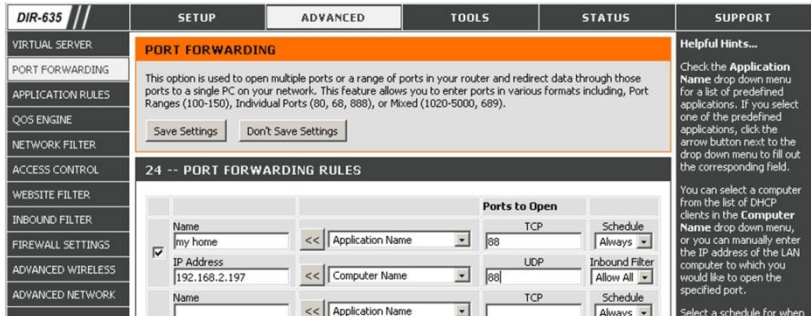 DIR-635
SETUP
ADVANCED
TOOLS
STATUS
SUPPORT
VIRTUAL SERVER
PORT FORWARDING
APPLICATION RULES
QOS ENGINE
NETWORK FILTER
ACCESS CONTROL
WEBSITE FILTER
INBOUND FILTER
FIREWALL SETTINGS
ADVANCED WIRELESS
ADVANCED NETWORK
PORT FORWARDING
This option is used to open multiple ports or a range of ports in your router and redirect data through those
ports to a single PC on your network. This feature allows you to enter ports in various formats including, Port
Ranges (100-150), Individual Ports (80, 68, 888), or Mixed (1020-5000, 689).
Save Settings
Don't Save Settings
24 -- PORT FORWARDING RULES
Ports to Open
Name
TCP
Schedule
my home
<<
Application Name
88
Always
IP Address
UDP
Inbound Filter
192.168.2.197
<<
Computer Name
88
Allow All
Name
TCP
Schedule
<<
Application Name
Always
Helpful Hints...
Check the Application
Name drop down menu
for a list of predefined
applications. If you select
one of the predefined
applications, click the
arrow button next to the
drop down menu to fill out
the corresponding field.
You can select a computer
from the list of DHCP
clients in the Computer
Name drop down menu,
or you can manually enter
the IP address of the LAN
computer to which you
would like to open the
specified port.
Select a schedule for when